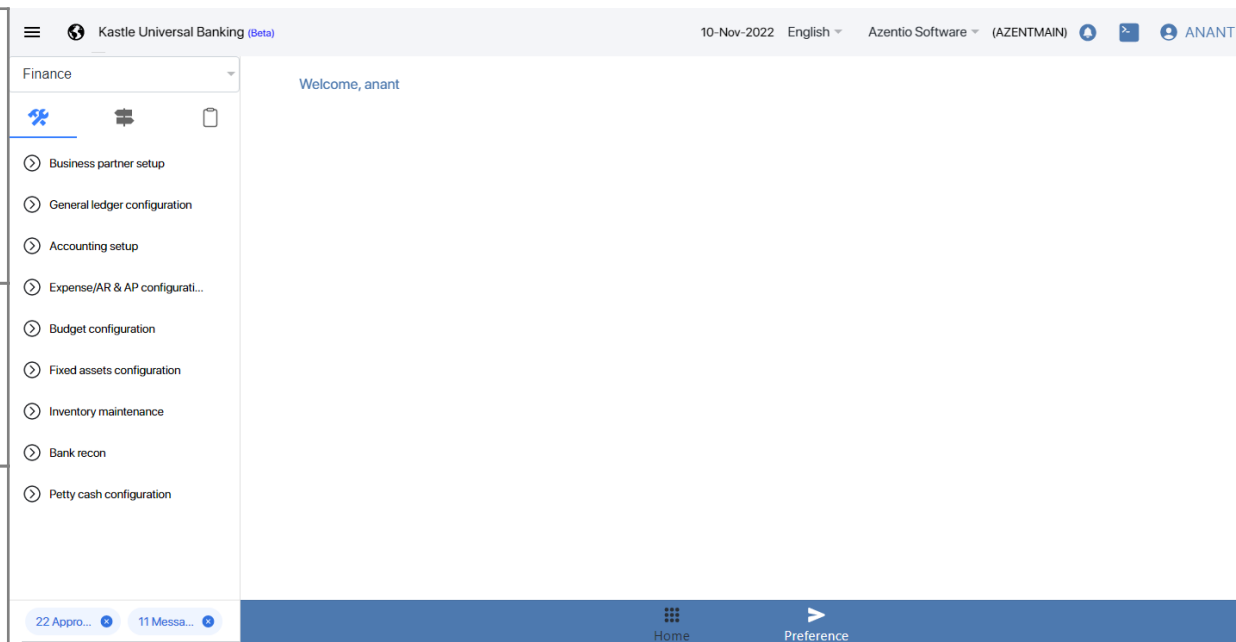 Kastle Universal Banking (Beta)
10-Nov-2022 English Azentio Software (AZENTMAIN) ANANT
Finance
Welcome, anant
Business partner setup
General ledger configuration
Accounting setup
Expense/AR & AP configurati...
Budget configuration
Fixed assets configuration
Inventory maintenance
Bank recon
Petty cash configuration
22 Appro... 11 Messa...
Home Preference